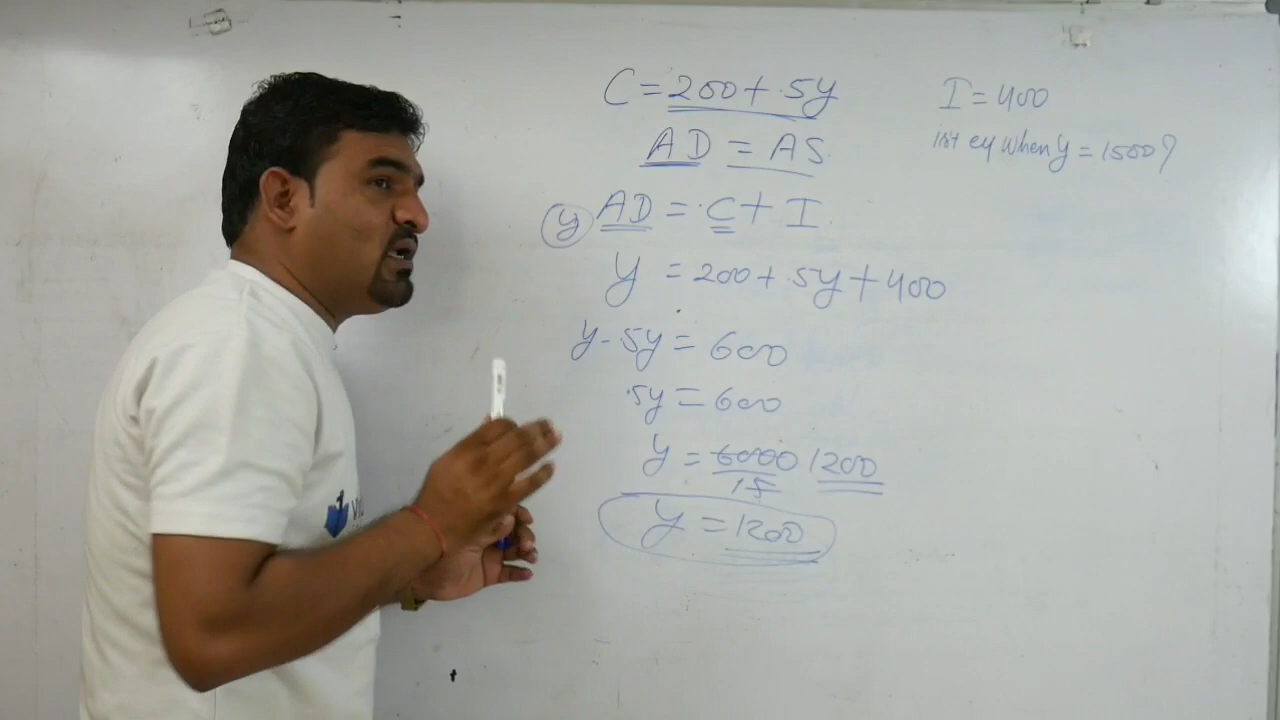 C = 200 + .5y
I = 400
AD = AS
is it eq when y = 1500?
y AD = C + I
y = 200 + .5y + 400
y - .5y = 600
.5y = 600
y = 6000 1200
y = 1200